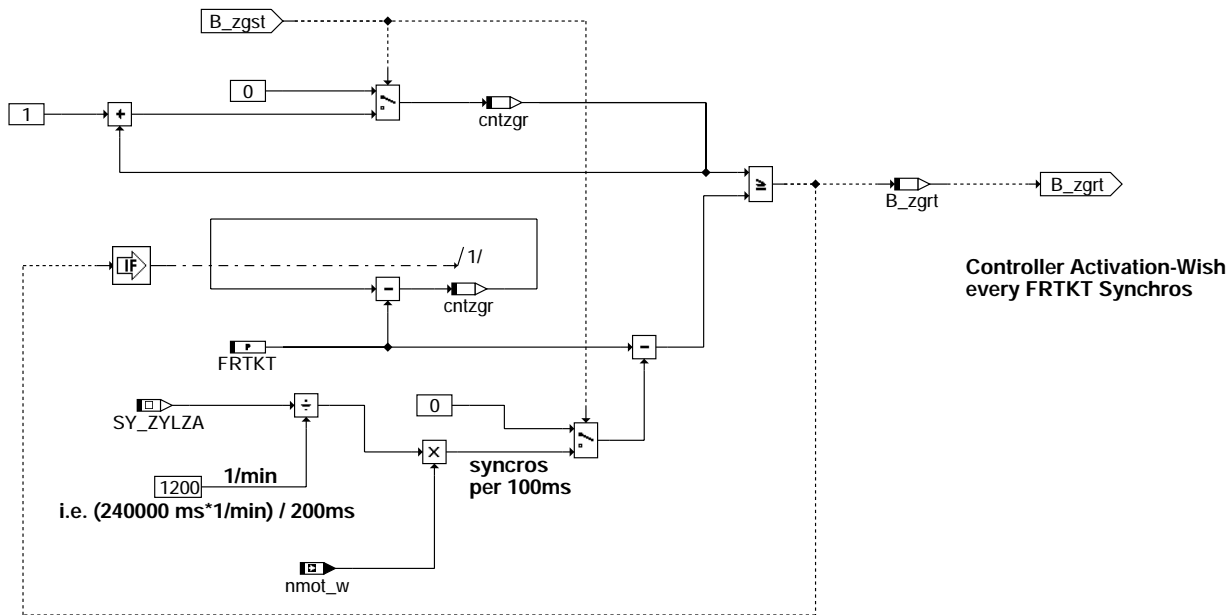 B_zgst
0
1
+
cntzgr
≥
B_zgrt
B_zgrt
IF
/1/
Controller Activation-Wish
every FRTKT Synchros
-
cntzgr
P
FRTKT
-
SY_ZYLZA
÷
0
X
1200
1/min
syncros
per 100ms
i.e. (240000 ms*1/min) / 200ms
nmot_w